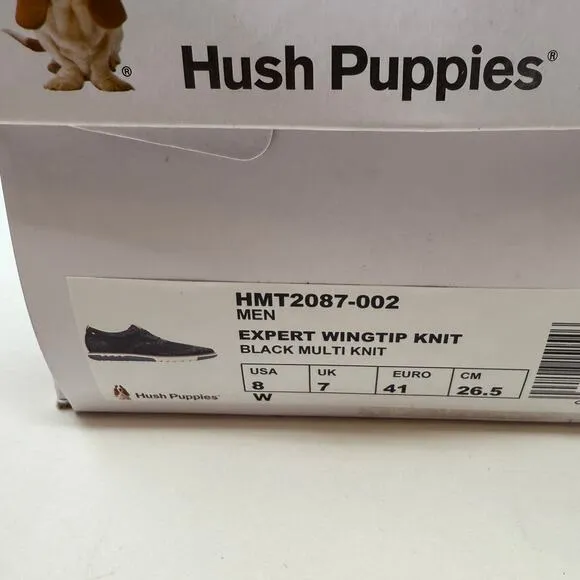 Hush Puppies®
®
HMT2087-002
MEN
EXPERT WINGTIP KNIT
BLACK MULTI KNIT
USA UK EURO CM
8 7 41 26.5
W
Hush Puppies®